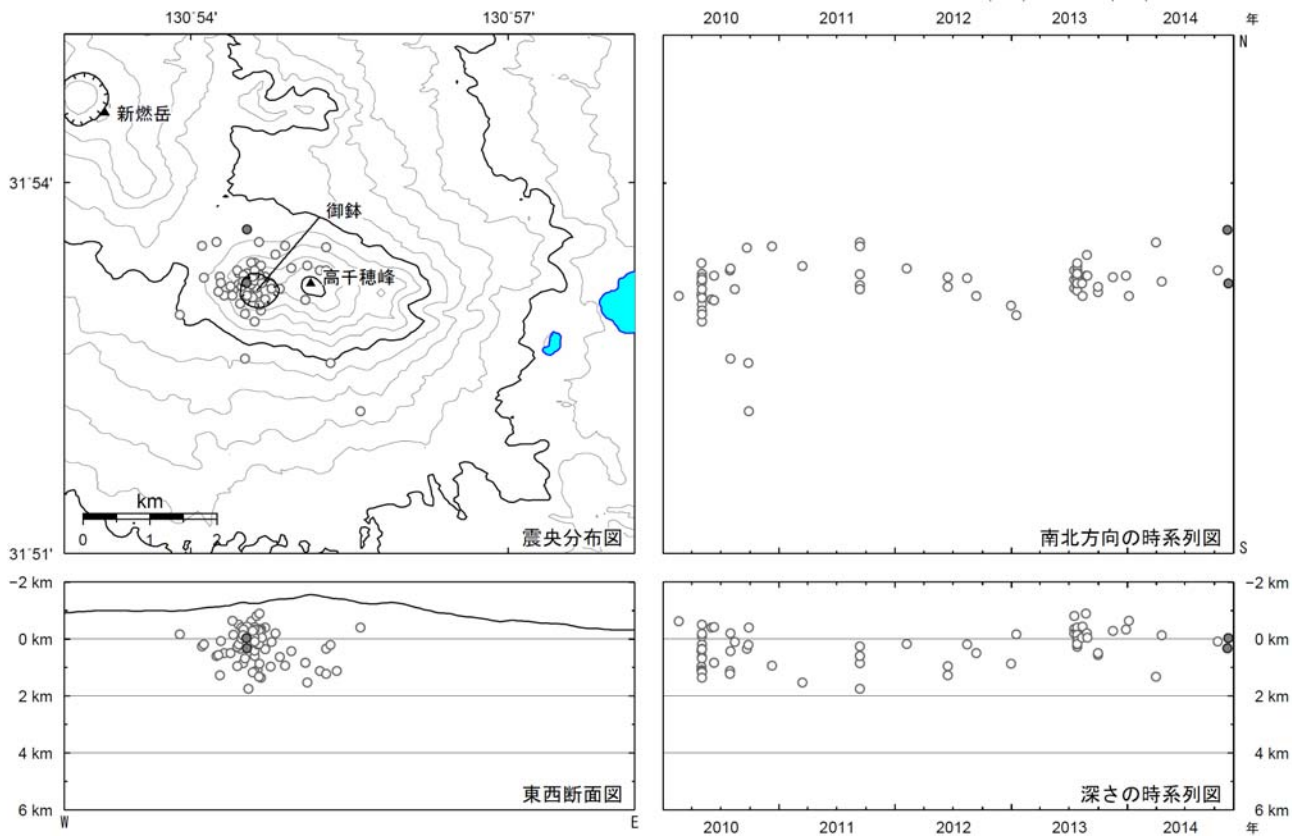 130°54'
130°57'
2010 2011 2012 2013 2014 年
N
新燃岳
31°54'
御鉢
高千穂峰
km
0 1 2
震央分布図
南北方向の時系列図
31°51'
S
-2 km
0 km
2 km
4 km
6 km
東西断面図
W
E
-2 km
0 km
2 km
4 km
6 km
深さの時系列図
2010 2011 2012 2013 2014 年